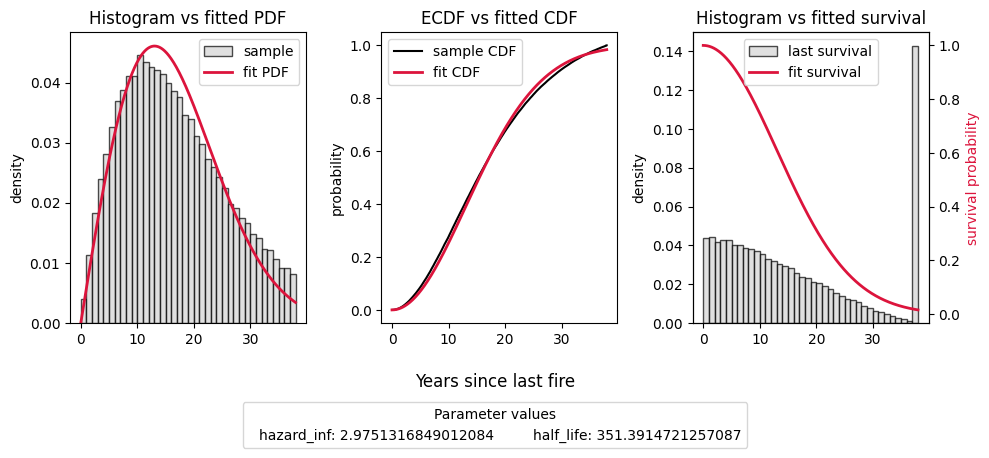 Histogram vs fitted PDF
density
0.00
0.01
0.02
0.03
0.04
0 10 20 30
sample
fit PDF
ECDF vs fitted CDF
probability
0.0
0.2
0.4
0.6
0.8
1.0
0 10 20 30
sample CDF
fit CDF
Histogram vs fitted survival
density
0.00
0.02
0.04
0.06
0.08
0.10
0.12
0.14
0 10 20 30
last survival
fit survival
0.0
0.2
0.4
0.6
0.8
1.0
survival probability
Years since last fire
Parameter values
hazard_inf: 2.9751316849012084 half_life: 351.3914721257087